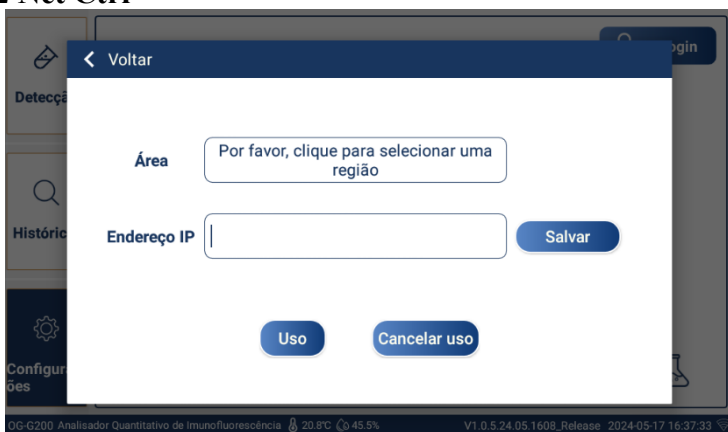 Net Ctrl
ogin
Voltar
Detecçã
Área
Por favor, clique para selecionar uma
região
Históric
Endereço IP
Salvar
Uso
Cancelar uso
Configur
ões
OG-G200 Analisador Quantitativo de Imunofluorescência 20.8℃ 45.5%
V1.0.5.24.05.1608_Release 2024-05-17 16:37:33